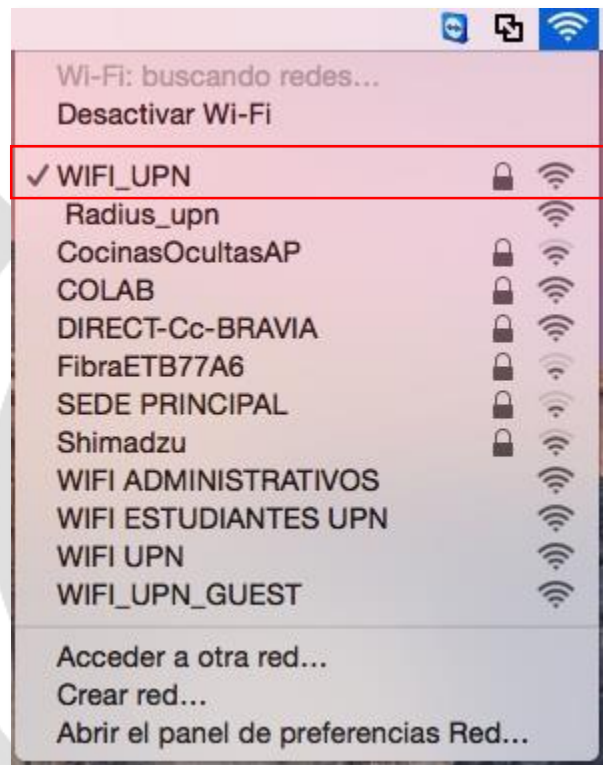 Wi-Fi: buscando redes...
Desactivar Wi-Fi
✓ WIFI_UPN
Radius_upn
CocinasOcultasAP
COLAB
DIRECT-Cc-BRAVIA
FibraETB77A6
SEDE PRINCIPAL
Shimadzu
WIFI ADMINISTRATIVOS
WIFI ESTUDIANTES UPN
WIFI UPN
WIFI_UPN_GUEST
Acceder a otra red...
Crear red...
Abrir el panel de preferencias Red...